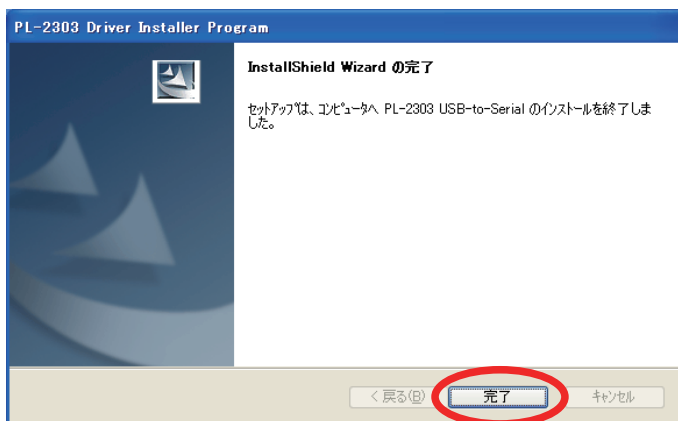 PL-2303 Driver Installer Program
InstallShield Wizard の完了
セットアップは、コンピュータへ PL-2303 USB-to-Serial のインストールを終了しま
した。
< 戻る(B)
完了
キャンセル